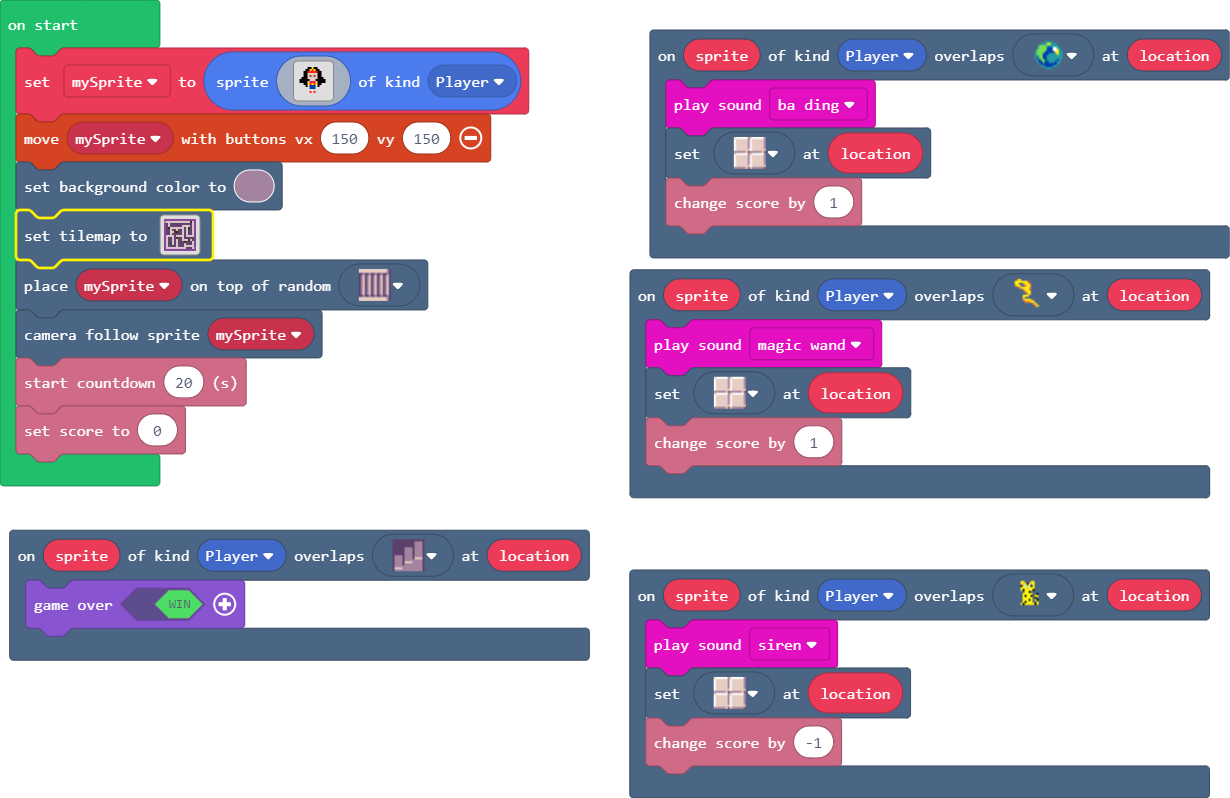 on start
set mySprite to sprite of kind Player
move mySprite with buttons vx 150 vy 150
set background color to
set tilemap to
place mySprite on top of random
camera follow sprite mySprite
start countdown 20 (s)
set score to 0
on sprite of kind Player overlaps at location
game over WIN
on sprite of kind Player overlaps at location
play sound ba ding
set at location
change score by 1
on sprite of kind Player overlaps at location
play sound magic wand
set at location
change score by 1
on sprite of kind Player overlaps at location
play sound siren
set at location
change score by -1